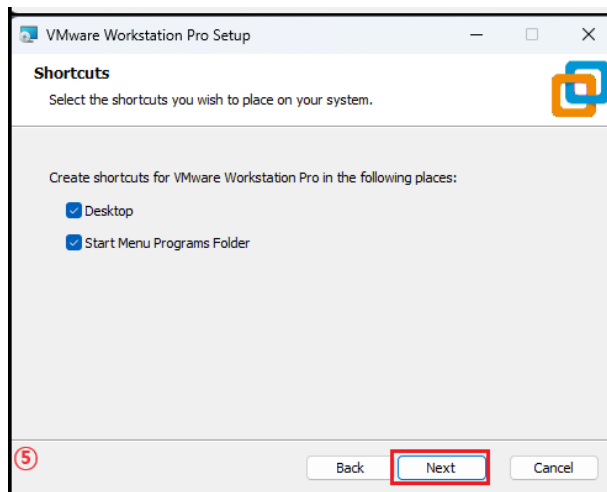 VMware Workstation Pro Setup
Shortcuts
Select the shortcuts you wish to place on your system.
Create shortcuts for VMware Workstation Pro in the following places:
Desktop
Start Menu Programs Folder
⑤
Back Next Cancel